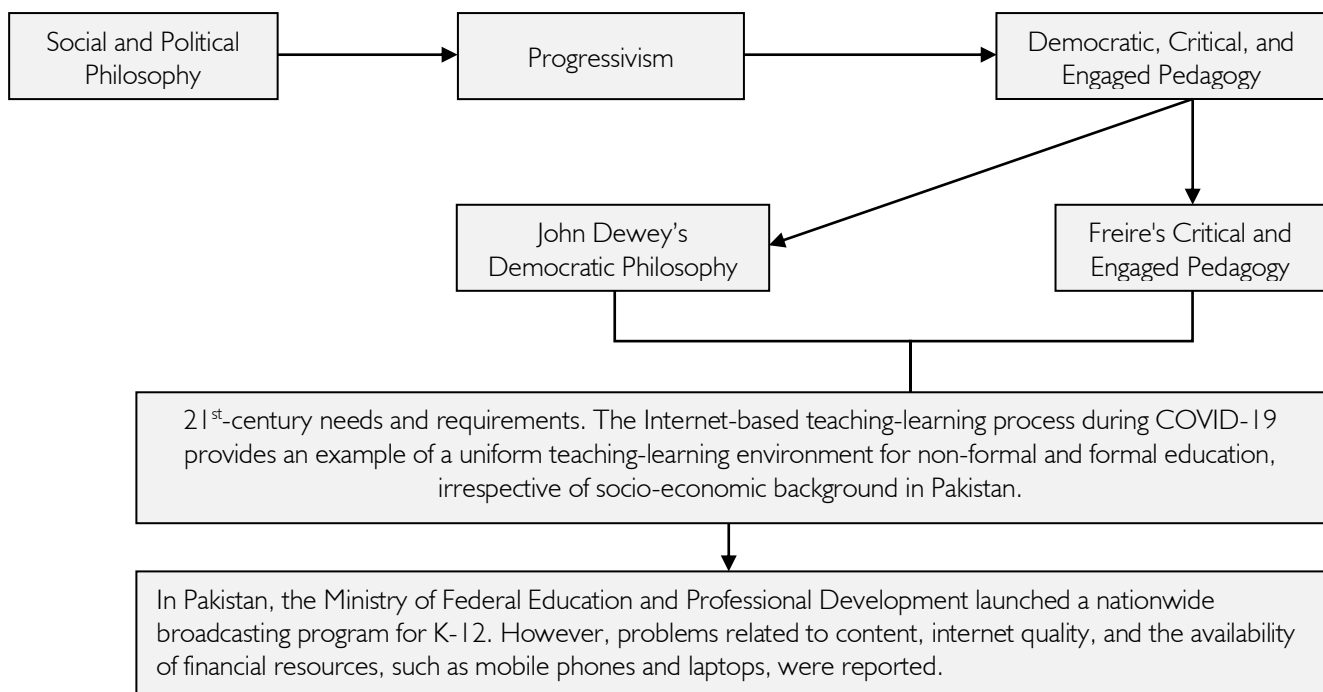 Social and Political
Philosophy
Progressivism
Democratic, Critical, and
Engaged Pedagogy
John Dewey’s
Democratic Philosophy
Freire's Critical and
Engaged Pedagogy
21st-century needs and requirements. The Internet-based teaching-learning process during COVID-19
provides an example of a uniform teaching-learning environment for non-formal and formal education,
irrespective of socio-economic background in Pakistan.
In Pakistan, the Ministry of Federal Education and Professional Development launched a nationwide
broadcasting program for K-12. However, problems related to content, internet quality, and the availability
of financial resources, such as mobile phones and laptops, were reported.